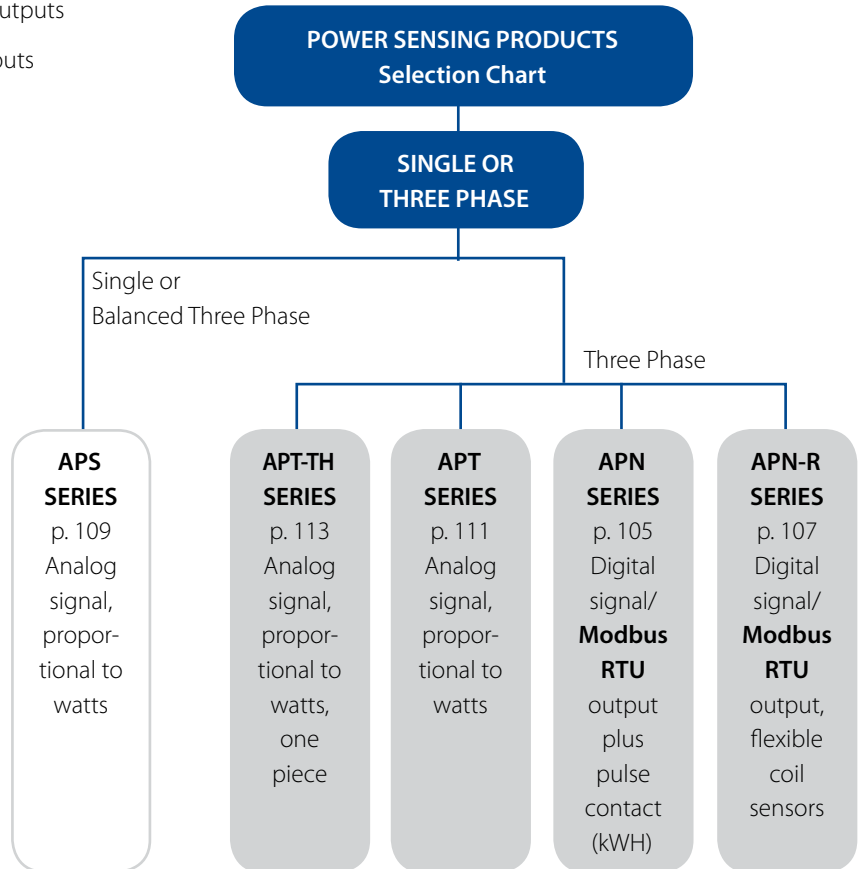 outputs
POWER SENSING PRODUCTS
Selection Chart
SINGLE OR
THREE PHASE
Single or
Balanced Three Phase
Three Phase
APS
SERIES
p. 109
Analog
signal,
propor-
tional to
watts
APT-TH
SERIES
p. 113
Analog
signal,
propor-
tional to
watts,
one
piece
APT
SERIES
p. 111
Analog
signal,
propor-
tional to
watts
APN
SERIES
p. 105
Digital
signal/
Modbus
RTU
output
plus
pulse
contact
(kWH)
APN-R
SERIES
p. 107
Digital
signal/
Modbus
RTU
output,
flexible
coil
sensors